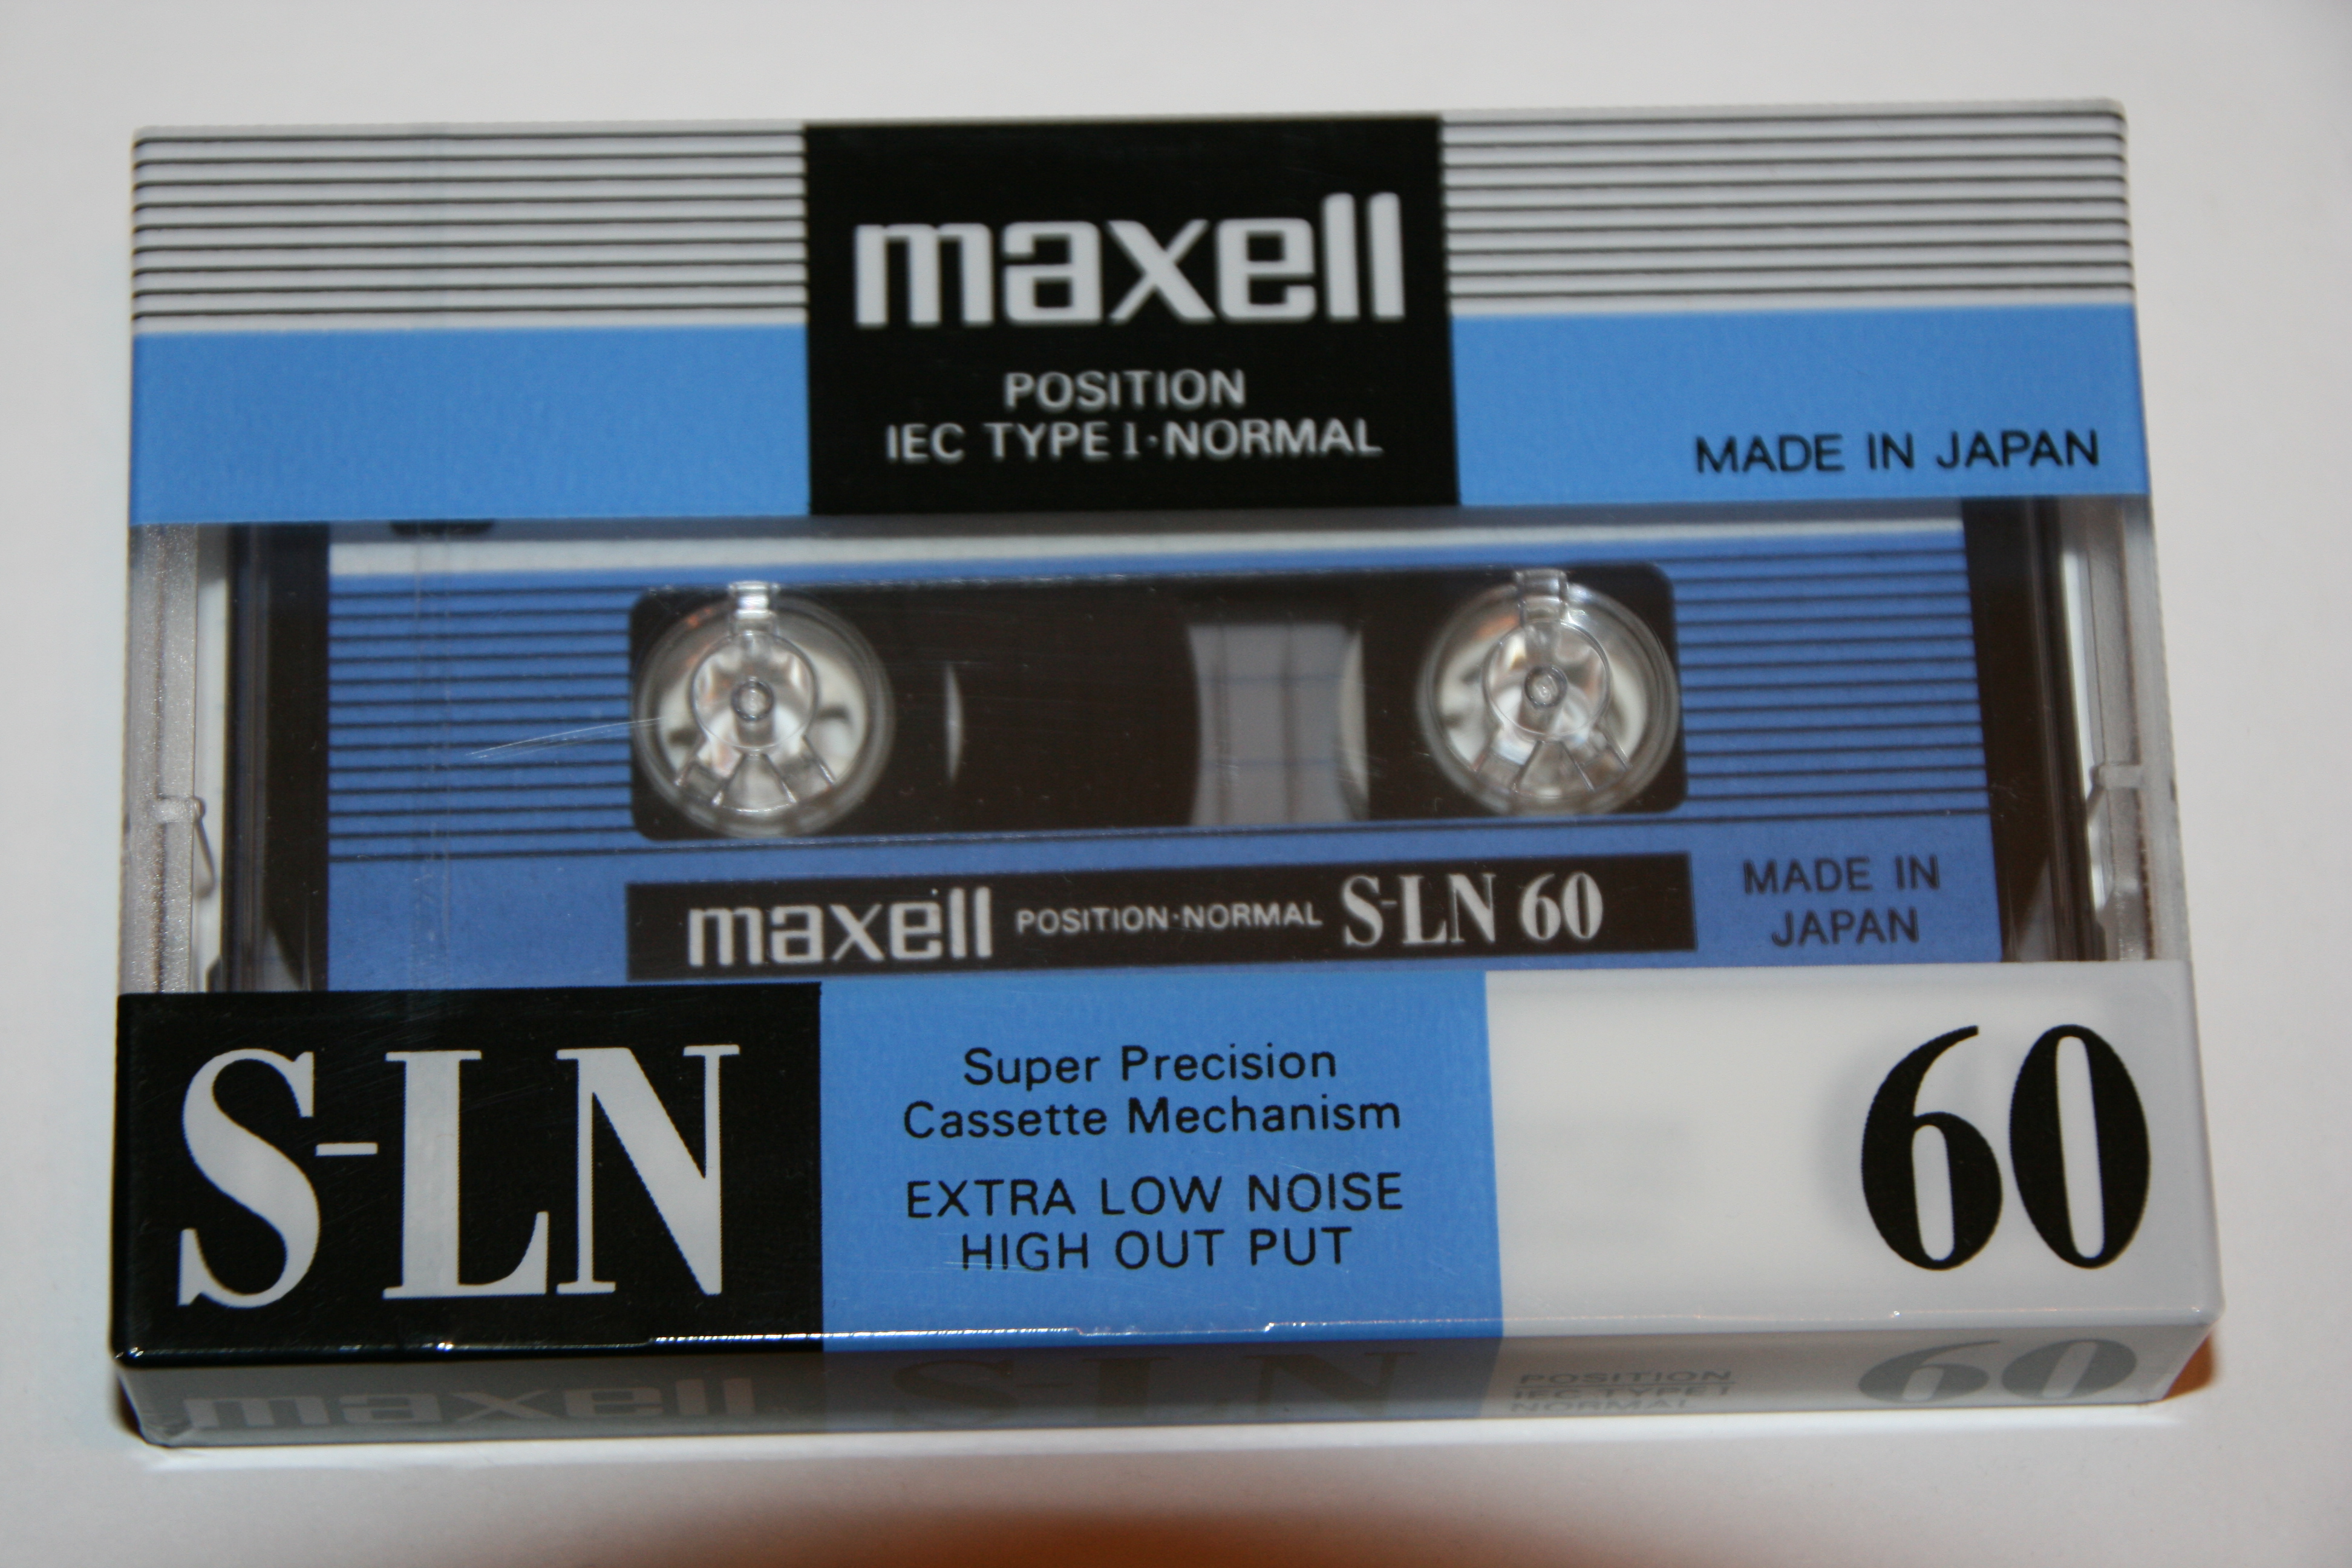 maxell
POSITION
IEC TYPE I·NORMAL
MADE IN JAPAN
maxell POSITION·NORMAL S-LN 60
MADE IN
JAPAN
S-LN
Super Precision
Cassette Mechanism
EXTRA LOW NOISE
HIGH OUT PUT
60
maxell
S-LN
POSITION
IEC TYPE I
NORMAL
60